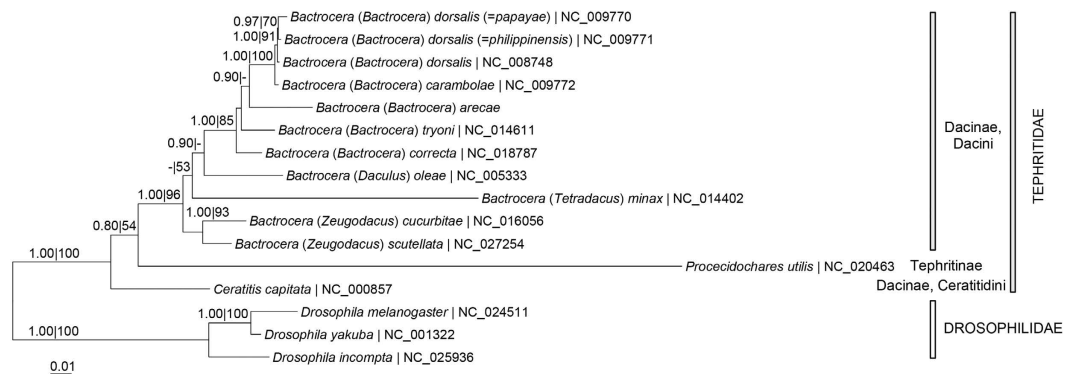 0.97|70
Bactrocera (Bactrocera) dorsalis (=papayae) | NC_009770
1.00|91
Bactrocera (Bactrocera) dorsalis (=philippinensis) | NC_009771
1.00|100
Bactrocera (Bactrocera) dorsalis | NC_008748
0.90|-
Bactrocera (Bactrocera) carambolae | NC_009772
Bactrocera (Bactrocera) arecae
1.00|85
Bactrocera (Bactrocera) tryoni | NC_014611
0.90|-
Bactrocera (Bactrocera) correcta | NC_018787
-|53
Bactrocera (Daculus) oleae | NC_005333
1.00|96
Bactrocera (Tetradacus) minax | NC_014402
1.00|93
Bactrocera (Zeugodacus) cucurbitae | NC_016056
0.80|54
Bactrocera (Zeugodacus) scutellata | NC_027254
1.00|100
Procecidochares utilis | NC_020463
Ceratitis capitata | NC_000857
1.00|100
Drosophila melanogaster | NC_024511
1.00|100
Drosophila yakuba | NC_001322
Drosophila incompta | NC_025936
0.01
Dacinae,
Dacini
Tephritinae
Dacinae, Ceratitidini
TEPHRITIDAE
DROSOPHILIDAE